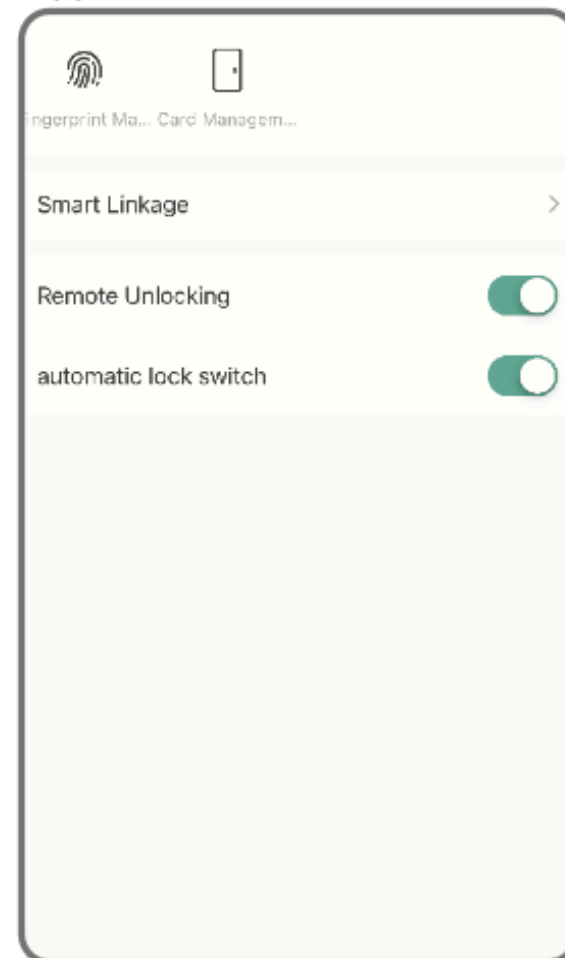 ingerprint Ma... Card Managem...
Smart Linkage
Remote Unlocking
automatic lock switch